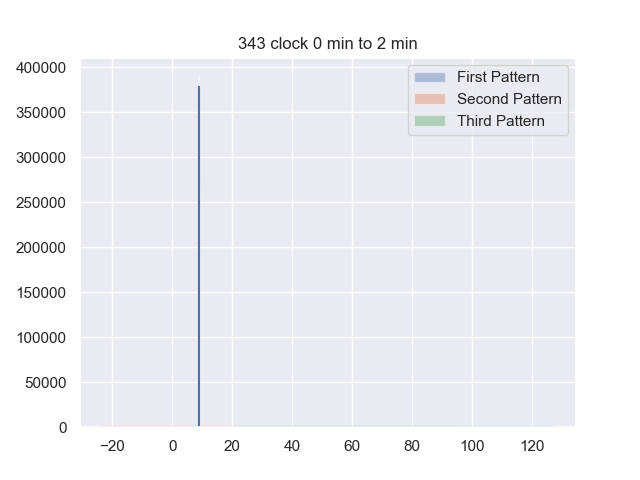 343 clock 0 min to 2 min
400000
350000
300000
250000
200000
150000
100000
50000
0
First Pattern
Second Pattern
Third Pattern
−20 0 20 40 60 80 100 120